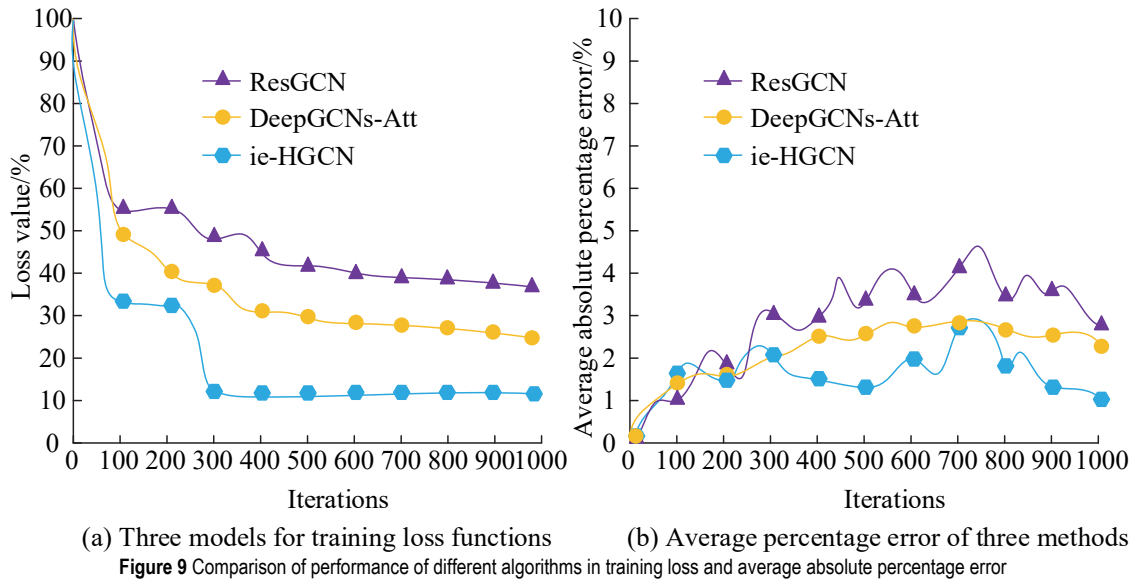 100
90
80
70
60
50
40
30
20
10
0
Loss value/%
ResGCN
DeepGCNs-Att
ie-HGCN
0 100 200 300 400 500 600 700 800 900 1000
Iterations
(a) Three models for training loss functions
10
9
8
7
6
5
4
3
2
1
0
Average absolute percentage error/%
ResGCN
DeepGCNs-Att
ie-HGCN
0 100 200 300 400 500 600 700 800 900 1000
Iterations
(b) Average percentage error of three methods
Figure 9 Comparison of performance of different algorithms in training loss and average absolute percentage error